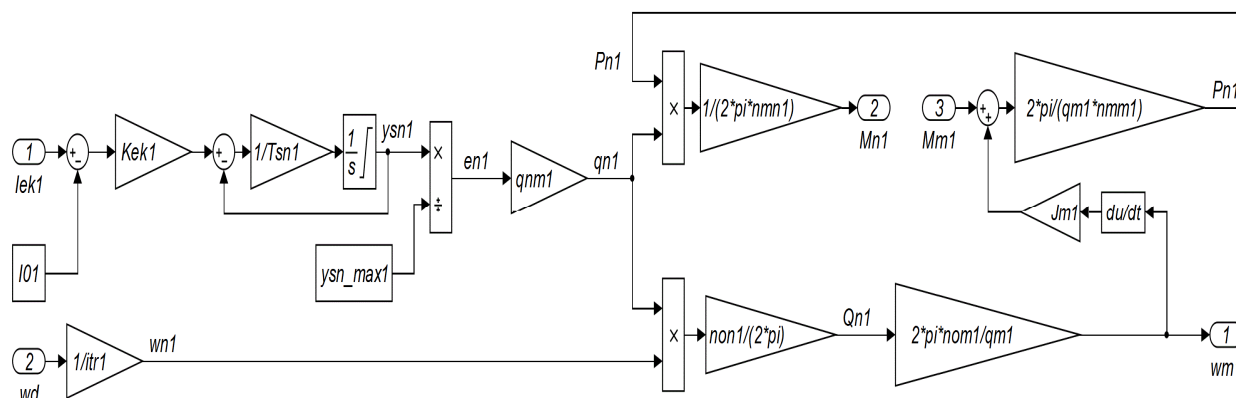 Pn1
1/(2*pi*nmn1)
2
Mn1
3
Mm1
+
+
2*pi/(qm1*nmm1)
Pn1
1
Iek1
+
-
Kek1
+
-
1/Tsn1
1
s
ysn1
×
÷
en1
qnm1
qn1
×
Jm1
du/dt
I01
ysn_max1
2
wd
1/itr1
wn1
×
non1/(2*pi)
Qn1
2*pi*nom1/qm1
1
wm